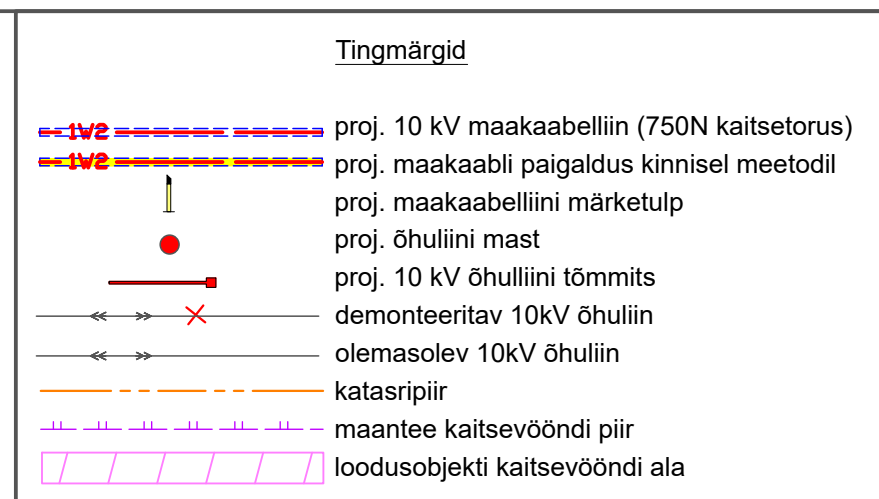 Tingmärgid
1W2 proj. 10 kV maakaabelliin (750N kaitsetorus)
1W2 proj. maakaabli paigaldus kinnisel meetodil
proj. maakaabelliini märketulp
proj. õhuliini mast
proj. 10 kV õhulliini tõmmits
demonteeritav 10kV õhuliin
olemasolev 10kV õhuliin
katasripiir
maantee kaitsevööndi piir
loodusobjekti kaitsevööndi ala